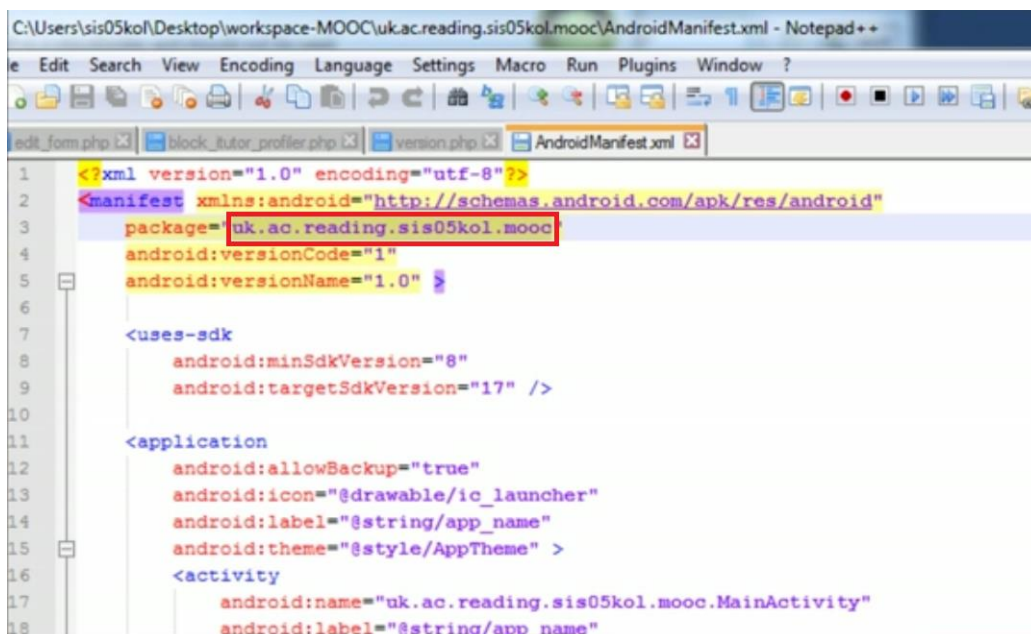 C:\Users\sis05kol\Desktop\workspace-MOOC\uk.ac.reading.sis05kol.mooc\AndroidManifest.xml - Notepad++
e Edit Search View Encoding Language Settings Macro Run Plugins Window ?
edit_form.php block_itutor_profiler.php version.php AndroidManifest.xml
1 <?xml version="1.0" encoding="utf-8"?>
2 <manifest xmlns:android="http://schemas.android.com/apk/res/android"
3 package="uk.ac.reading.sis05kol.mooc"
4 android:versionCode="1"
5 android:versionName="1.0" >
6
7 <uses-sdk
8 android:minSdkVersion="8"
9 android:targetSdkVersion="17" />
10
11 <application
12 android:allowBackup="true"
13 android:icon="@drawable/ic_launcher"
14 android:label="@string/app_name"
15 android:theme="@style/AppTheme" >
16 <activity
17 android:name="uk.ac.reading.sis05kol.mooc.MainActivity"
18 android:label="@string/app_name"